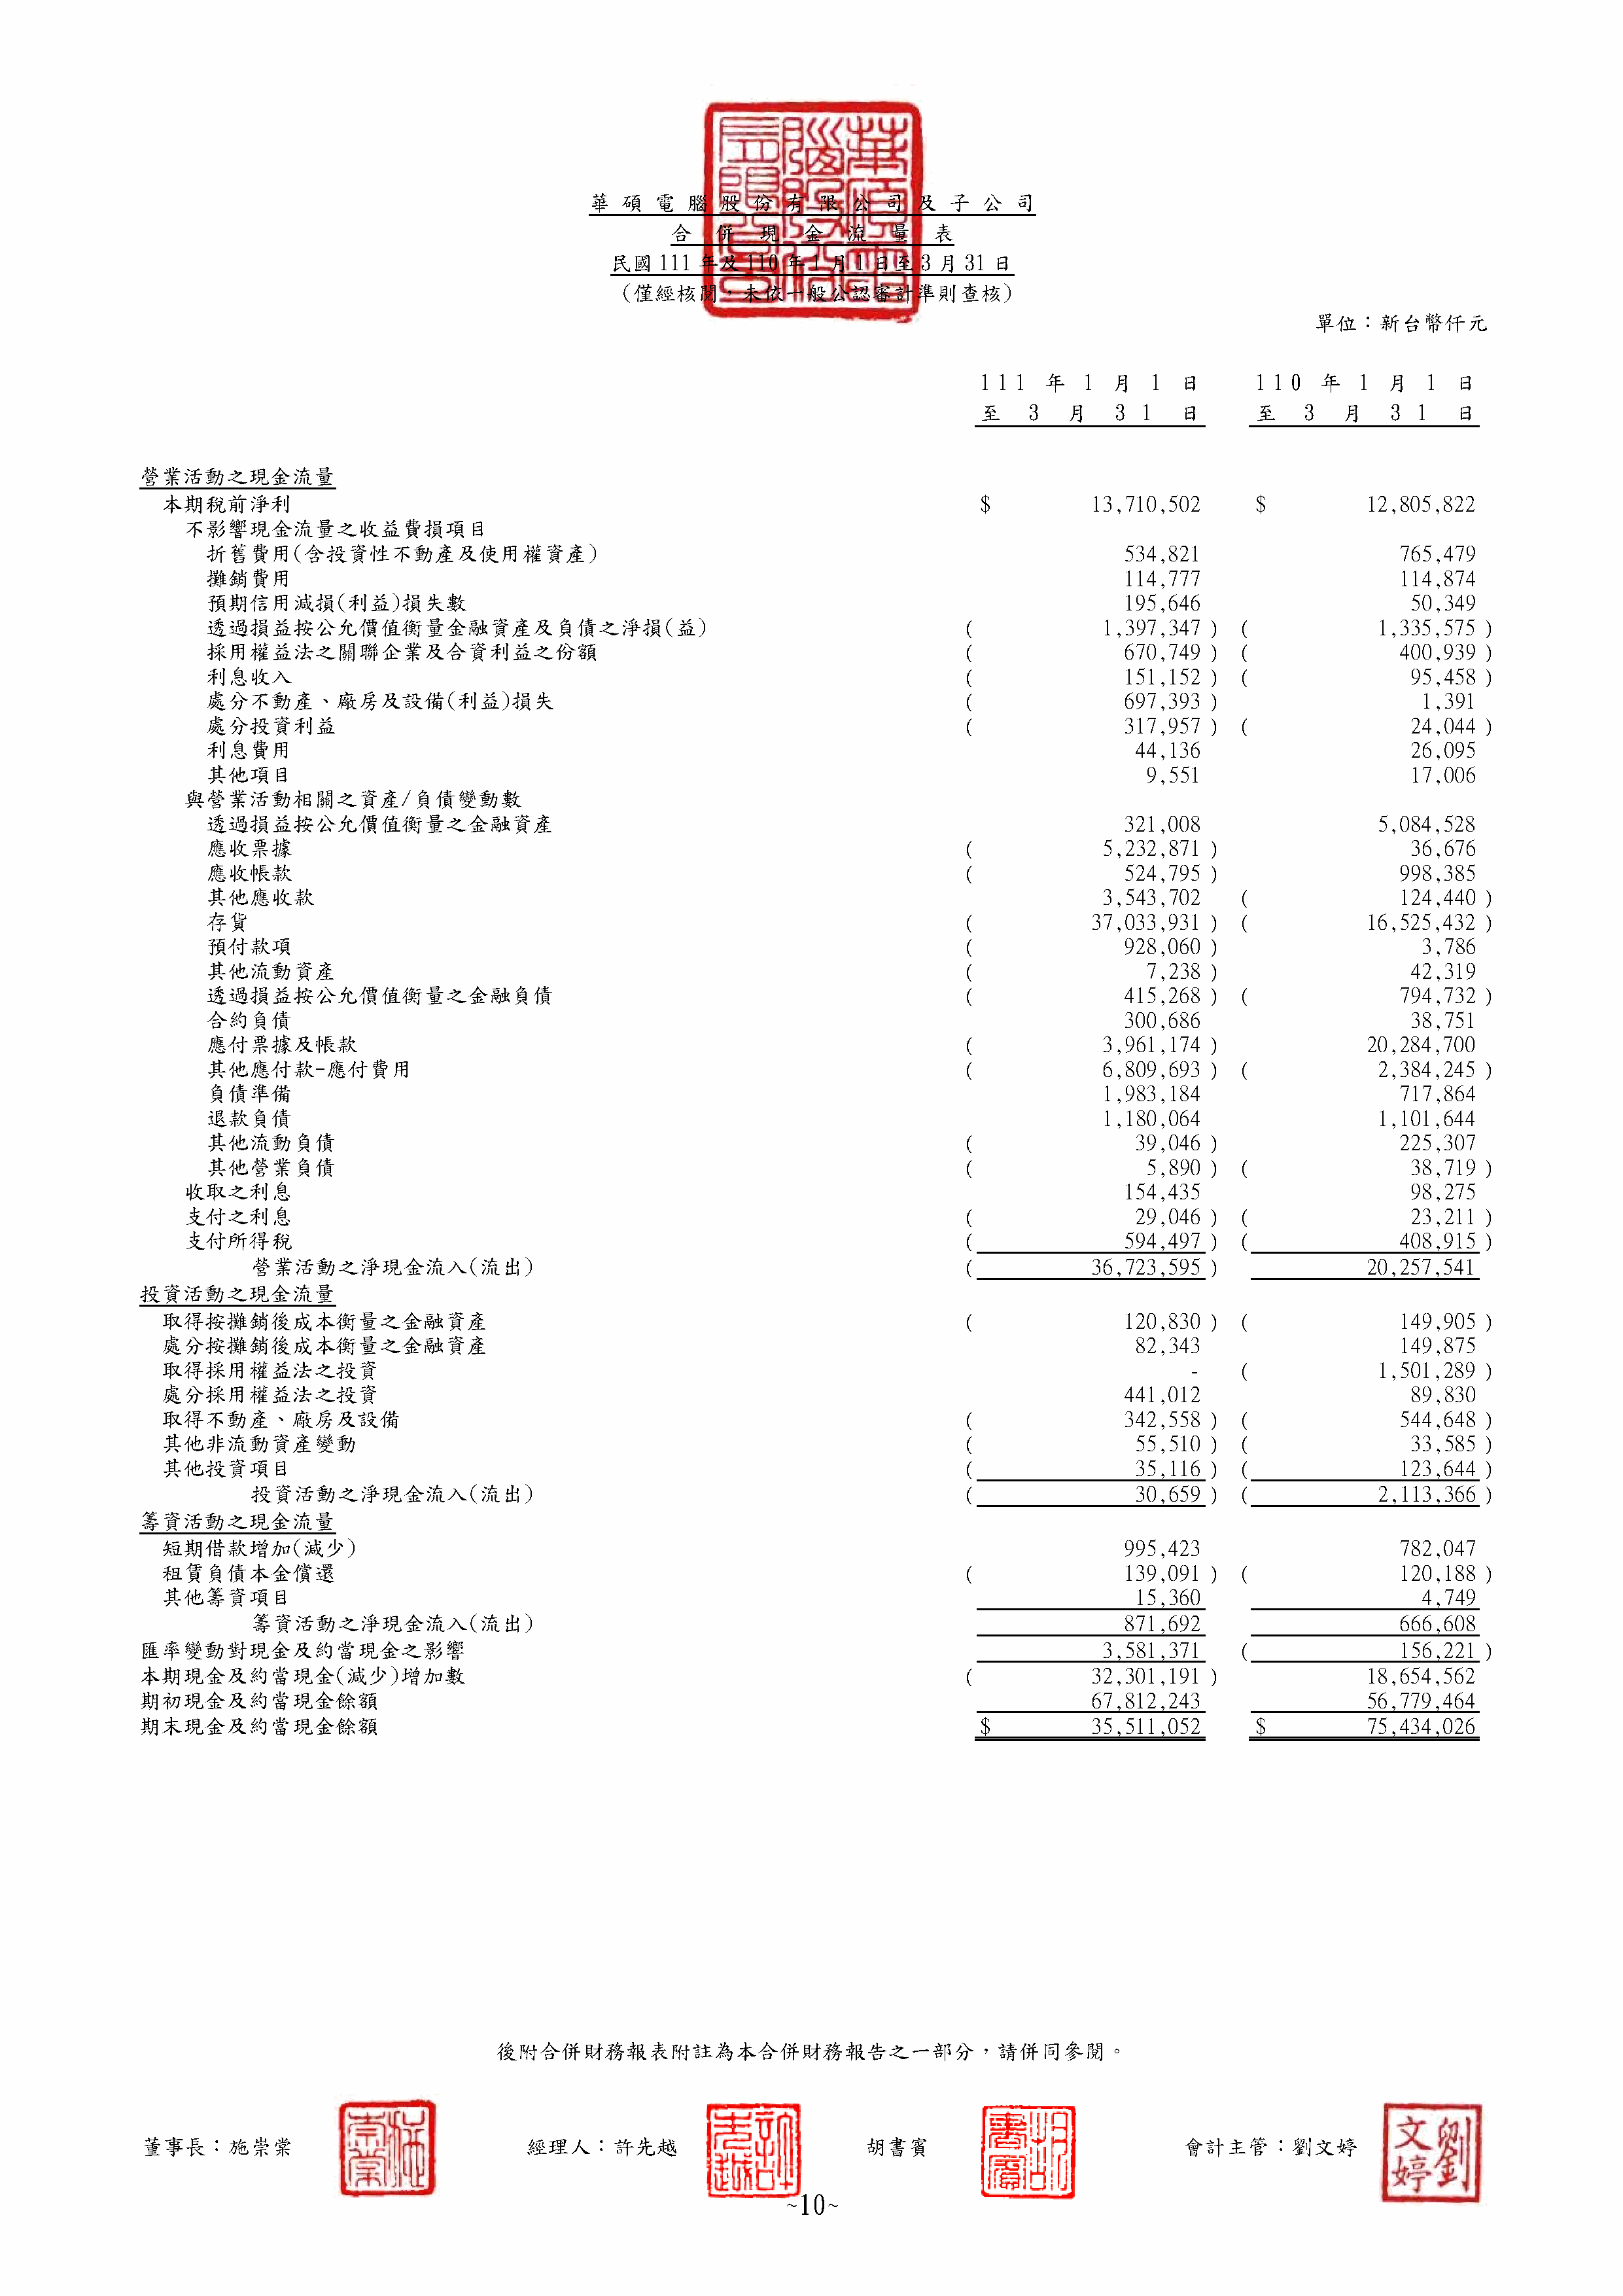 華碩電腦股份有限公司及子公司
合併現金流量表
民國111年及110年1月1日至3月31日
(僅經核閱，未依一般公認審計準則查核)
單位：新台幣仟元
111年1月1日 110年1月1日
至3月31日 至3月31日
營業活動之現金流量
本期稅前淨利 $ 13,710,502 $ 12,805,822
不影響現金流量之收益費損項目
折舊費用(含投資性不動產及使用權資產) 534,821 765,479
攤銷費用 114,777 114,874
預期信用減損(利益)損失數 195,646 50,349
透過損益按公允價值衡量金融資產及負債之淨損(益) ( 1,397,347 ) ( 1,335,575 )
採用權益法之關聯企業及合資利益之份額 ( 670,749 ) ( 400,939 )
利息收入 ( 151,152 ) ( 95,458 )
處分不動產、廠房及設備(利益)損失 ( 697,393 ) 1,391
處分投資利益 ( 317,957 ) ( 24,044 )
利息費用 44,136 26,095
其他項目 9,551 17,006
與營業活動相關之資產/負債變動數
透過損益按公允價值衡量之金融資產 321,008 5,084,528
應收票據 ( 5,232,871 ) 36,676
應收帳款 ( 524,795 ) 998,385
其他應收款 3,543,702 ( 124,440 )
存貨 ( 37,033,931 ) ( 16,525,432 )
預付款項 ( 928,060 ) 3,786
其他流動資產 ( 7,238 ) 42,319
透過損益按公允價值衡量之金融負債 ( 415,268 ) ( 794,732 )
合約負債 300,686 38,751
應付票據及帳款 ( 3,961,174 ) 20,284,700
其他應付款-應付費用 ( 6,809,693 ) ( 2,384,245 )
負債準備 1,983,184 717,864
退款負債 1,180,064 1,101,644
其他流動負債 ( 39,046 ) 225,307
其他營業負債 ( 5,890 ) ( 38,719 )
收取之利息 154,435 98,275
支付之利息 ( 29,046 ) ( 23,211 )
支付所得稅 ( 594,497 ) ( 408,915 )
營業活動之淨現金流入(流出) ( 36,723,595 ) 20,257,541
投資活動之現金流量
取得按攤銷後成本衡量之金融資產 ( 120,830 ) ( 149,905 )
處分按攤銷後成本衡量之金融資產 82,343 149,875
取得採用權益法之投資 - ( 1,501,289 )
處分採用權益法之投資 441,012 89,830
取得不動產、廠房及設備 ( 342,558 ) ( 544,648 )
其他非流動資產變動 ( 55,510 ) ( 33,585 )
其他投資項目 ( 35,116 ) ( 123,644 )
投資活動之淨現金流入(流出) ( 30,659 ) ( 2,113,366 )
籌資活動之現金流量
短期借款增加(減少) 995,423 782,047
租賃負債本金償還 ( 139,091 ) ( 120,188 )
其他籌資項目 15,360 4,749
籌資活動之淨現金流入(流出) 871,692 666,608
匯率變動對現金及約當現金之影響 3,581,371 ( 156,221 )
本期現金及約當現金(減少)增加數 ( 32,301,191 ) 18,654,562
期初現金及約當現金餘額 67,812,243 56,779,464
期末現金及約當現金餘額 $ 35,511,052 $ 75,434,026
後附合併財務報表附註為本合併財務報告之一部分，請併同參閱。
董事長：施崇棠 經理人：許先越 胡書賓 會計主管：劉文婷
劉文婷
~10~